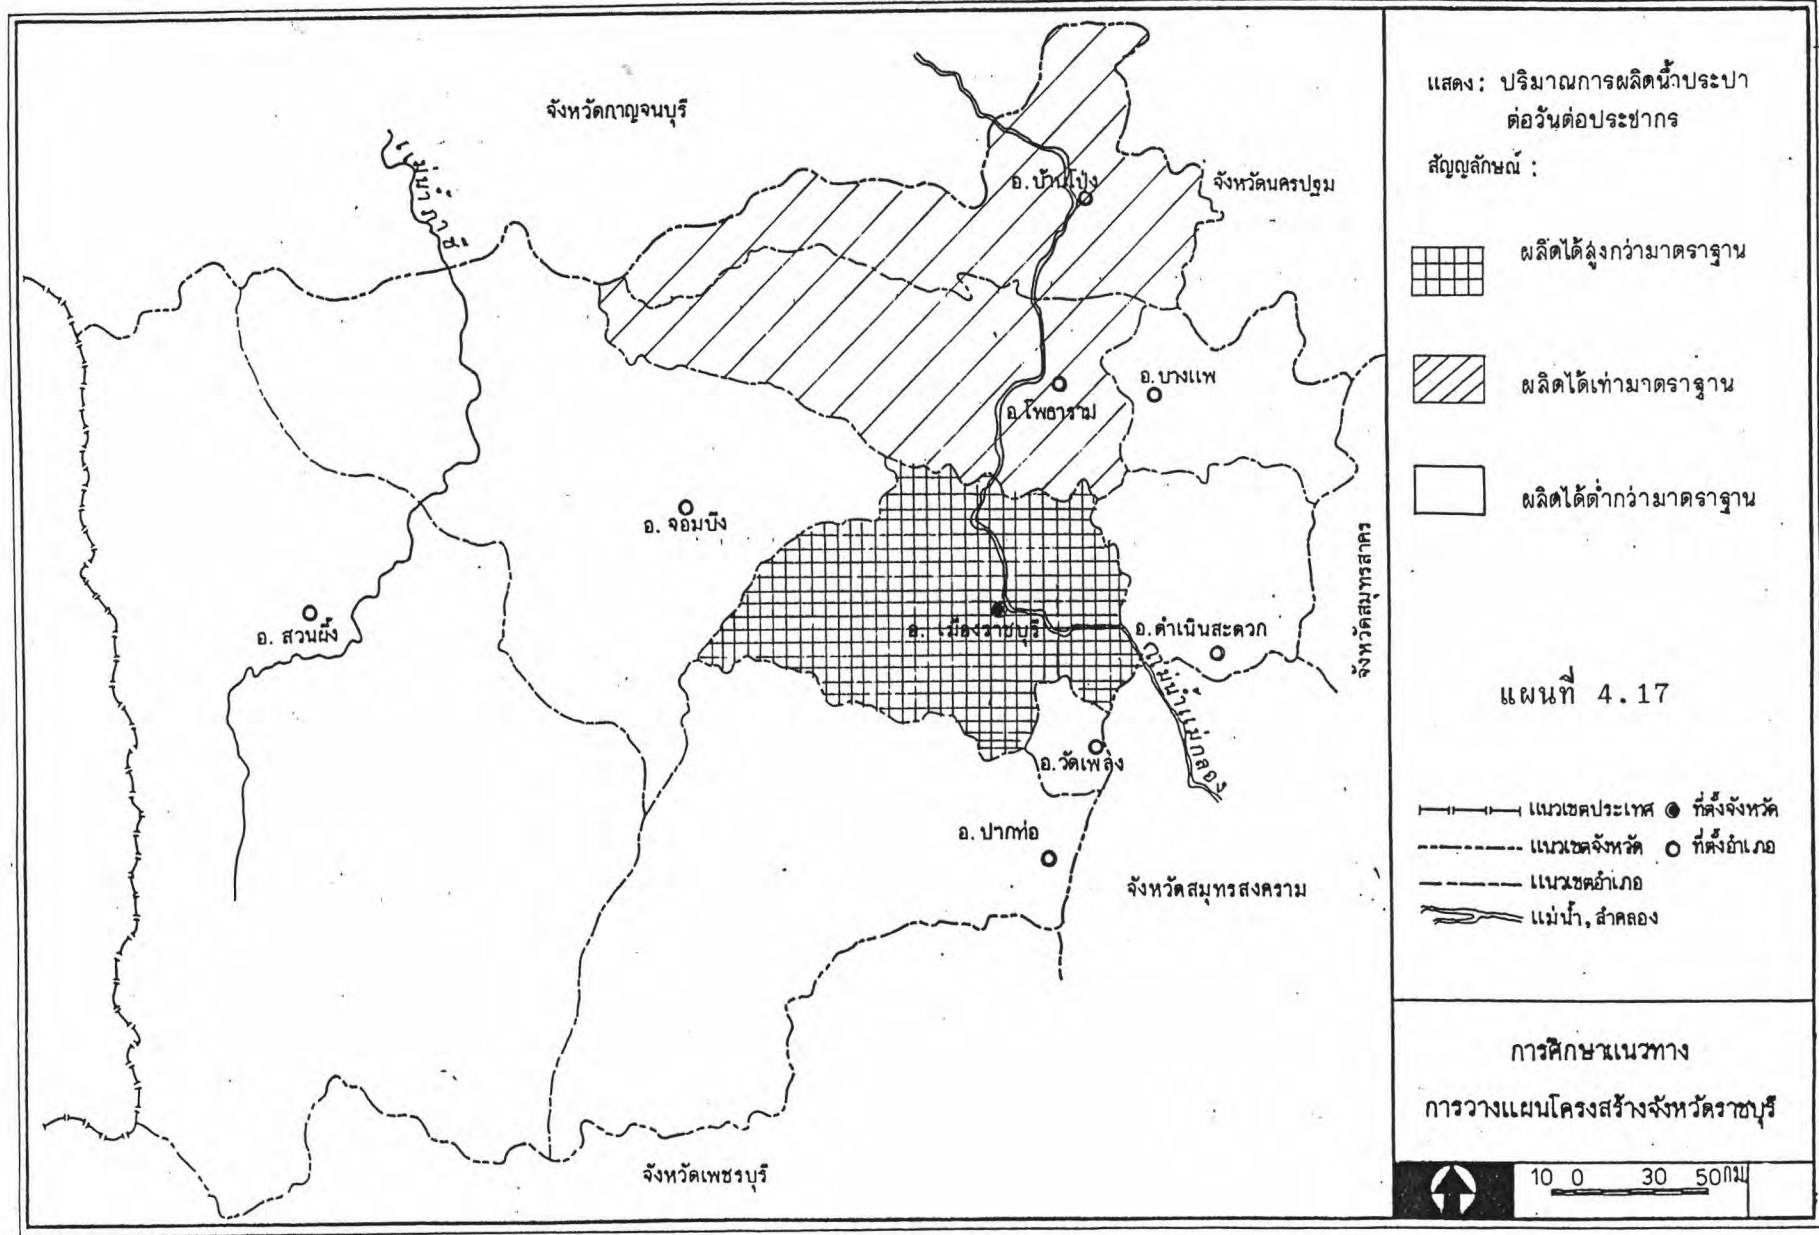 จังหวัดกาญจนบุรี
แม่น้ำภาชี
อ.บ้านโป่ง
จังหวัดนครปฐม
อ.บางแพ
อ.โพธาราม
อ. จอมบึง
อ. สวนผึ้ง
อ. เมืองราชบุรี
อ.ดำเนินสะดวก
แม่น้ำแม่กลอง
จังหวัดสมุทรสาคร
อ.วัดเพลง
อ. ปากท่อ
จังหวัดสมุทรสงคราม
จังหวัดเพชรบุรี
แสดง: ปริมาณการผลิตน้ำประปา
ต่อวันต่อประชากร
สัญญลักษณ์ :
ผลิตได้สูงกว่ามาตราฐาน
ผลิตได้เท่ามาตราฐาน
ผลิตได้ต่ำกว่ามาตราฐาน
แผนที่ 4.17
แนวเขตประเทศ ที่ตั้งจังหวัด
แนวเขตจังหวัด ที่ตั้งอำเภอ
แนวเขตอำเภอ
แม่น้ำ,ลำคลอง
การศึกษาแนวทาง
การวางแผนโครงสร้างจังหวัดราชบุรี
10 0 30 50กม.